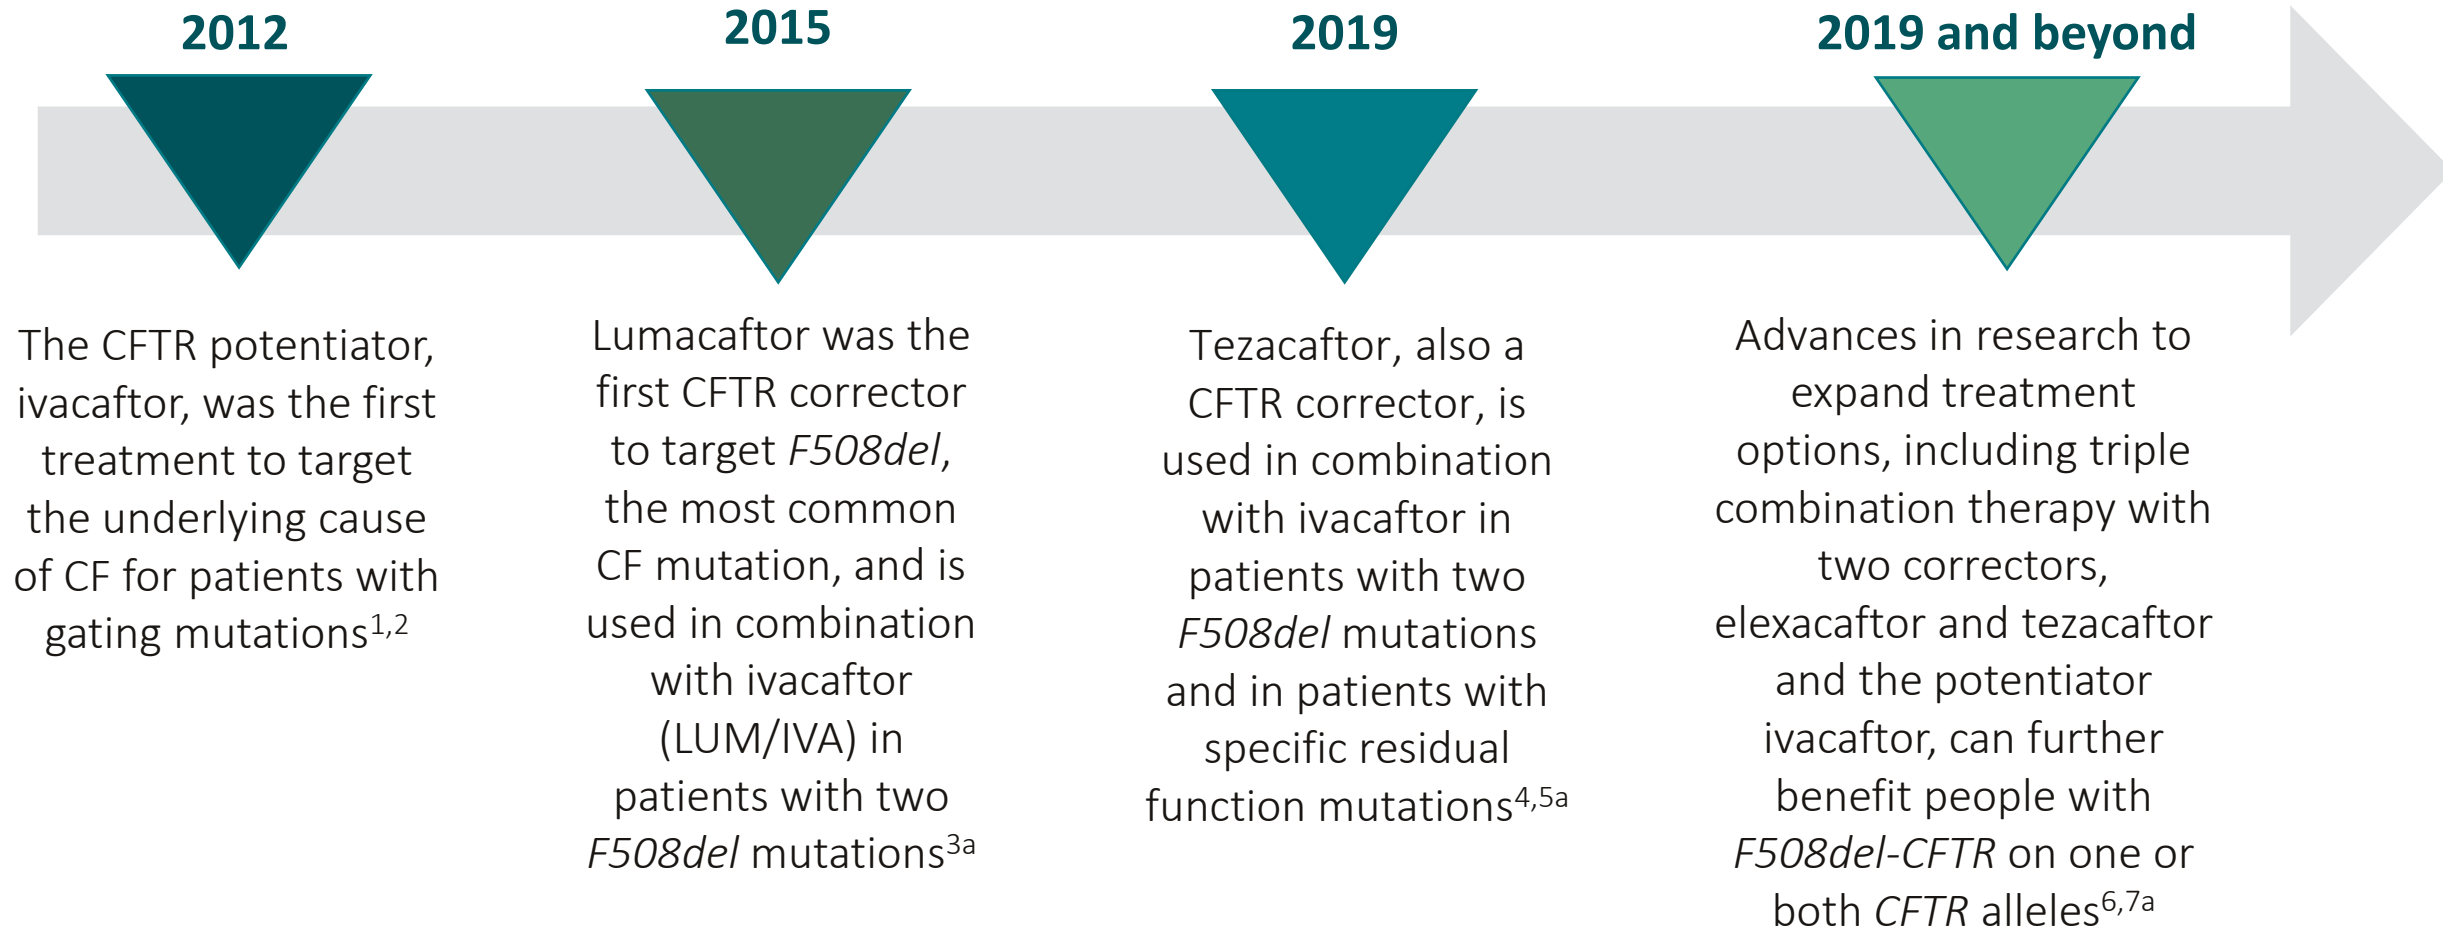 2012
The CFTR potentiator,
ivacaftor, was the first
treatment to target
the underlying cause
of CF for patients with
gating mutations1,2
2015
Lumacaftor was the
first CFTR corrector
to target F508del,
the most common
CF mutation, and is
used in combination
with ivacaftor
(LUM/IVA) in
patients with two
F508del mutations3a
2019
Tezacaftor, also a
CFTR corrector, is
used in combination
with ivacaftor in
patients with two
F508del mutations
and in patients with
specific residual
function mutations4,5a
2019 and beyond
Advances in research to
expand treatment
options, including triple
combination therapy with
two correctors,
elexacaftor and tezacaftor
and the potentiator
ivacaftor, can further
benefit people with
F508del-CFTR on one or
both CFTR alleles6,7a